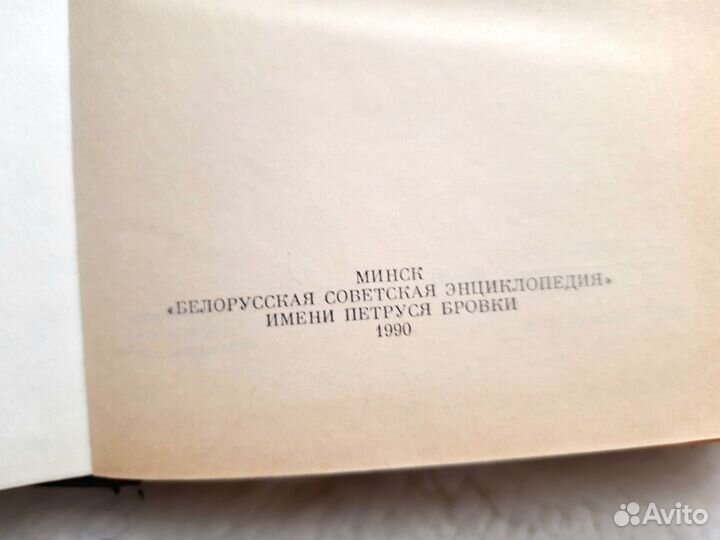 МИНСК
«БЕЛОРУССКАЯ СОВЕТСКАЯ ЭНЦИКЛОПЕДИЯ»
ИМЕНИ ПЕТРУСЯ БРОВКИ
1990
Avito